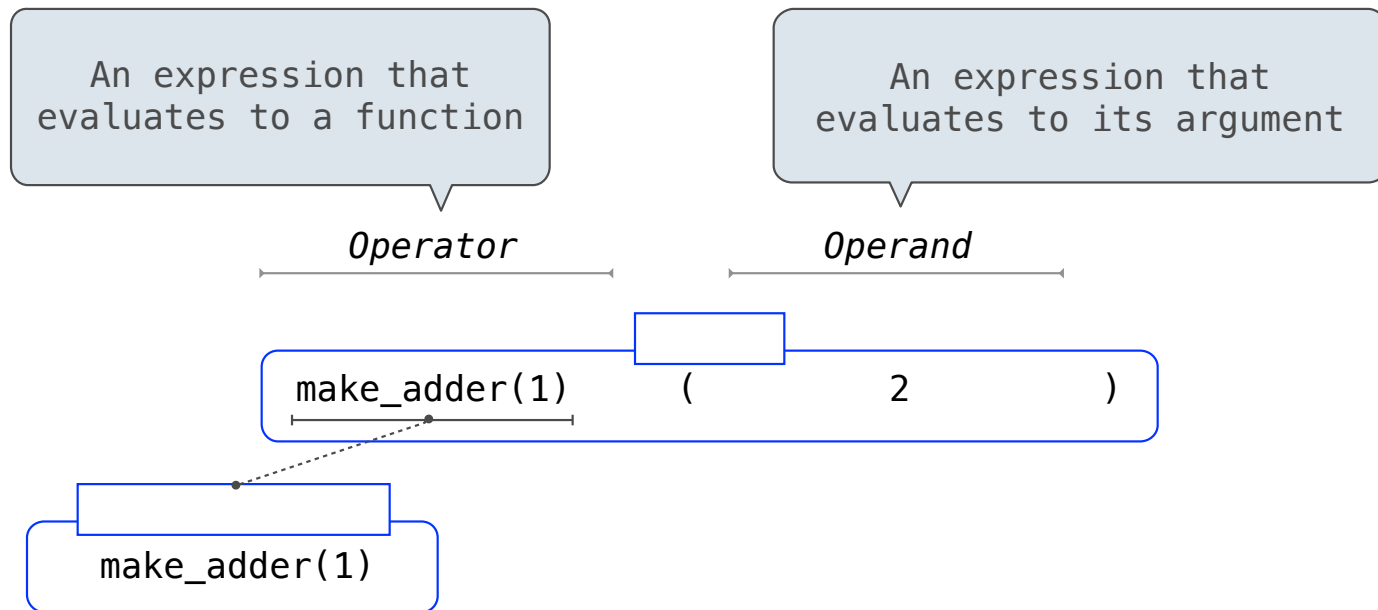 An expression that
evaluates to a function
An expression that
evaluates to its argument
Operator
Operand
make_adder(1) ( 2 )
make_adder(1)